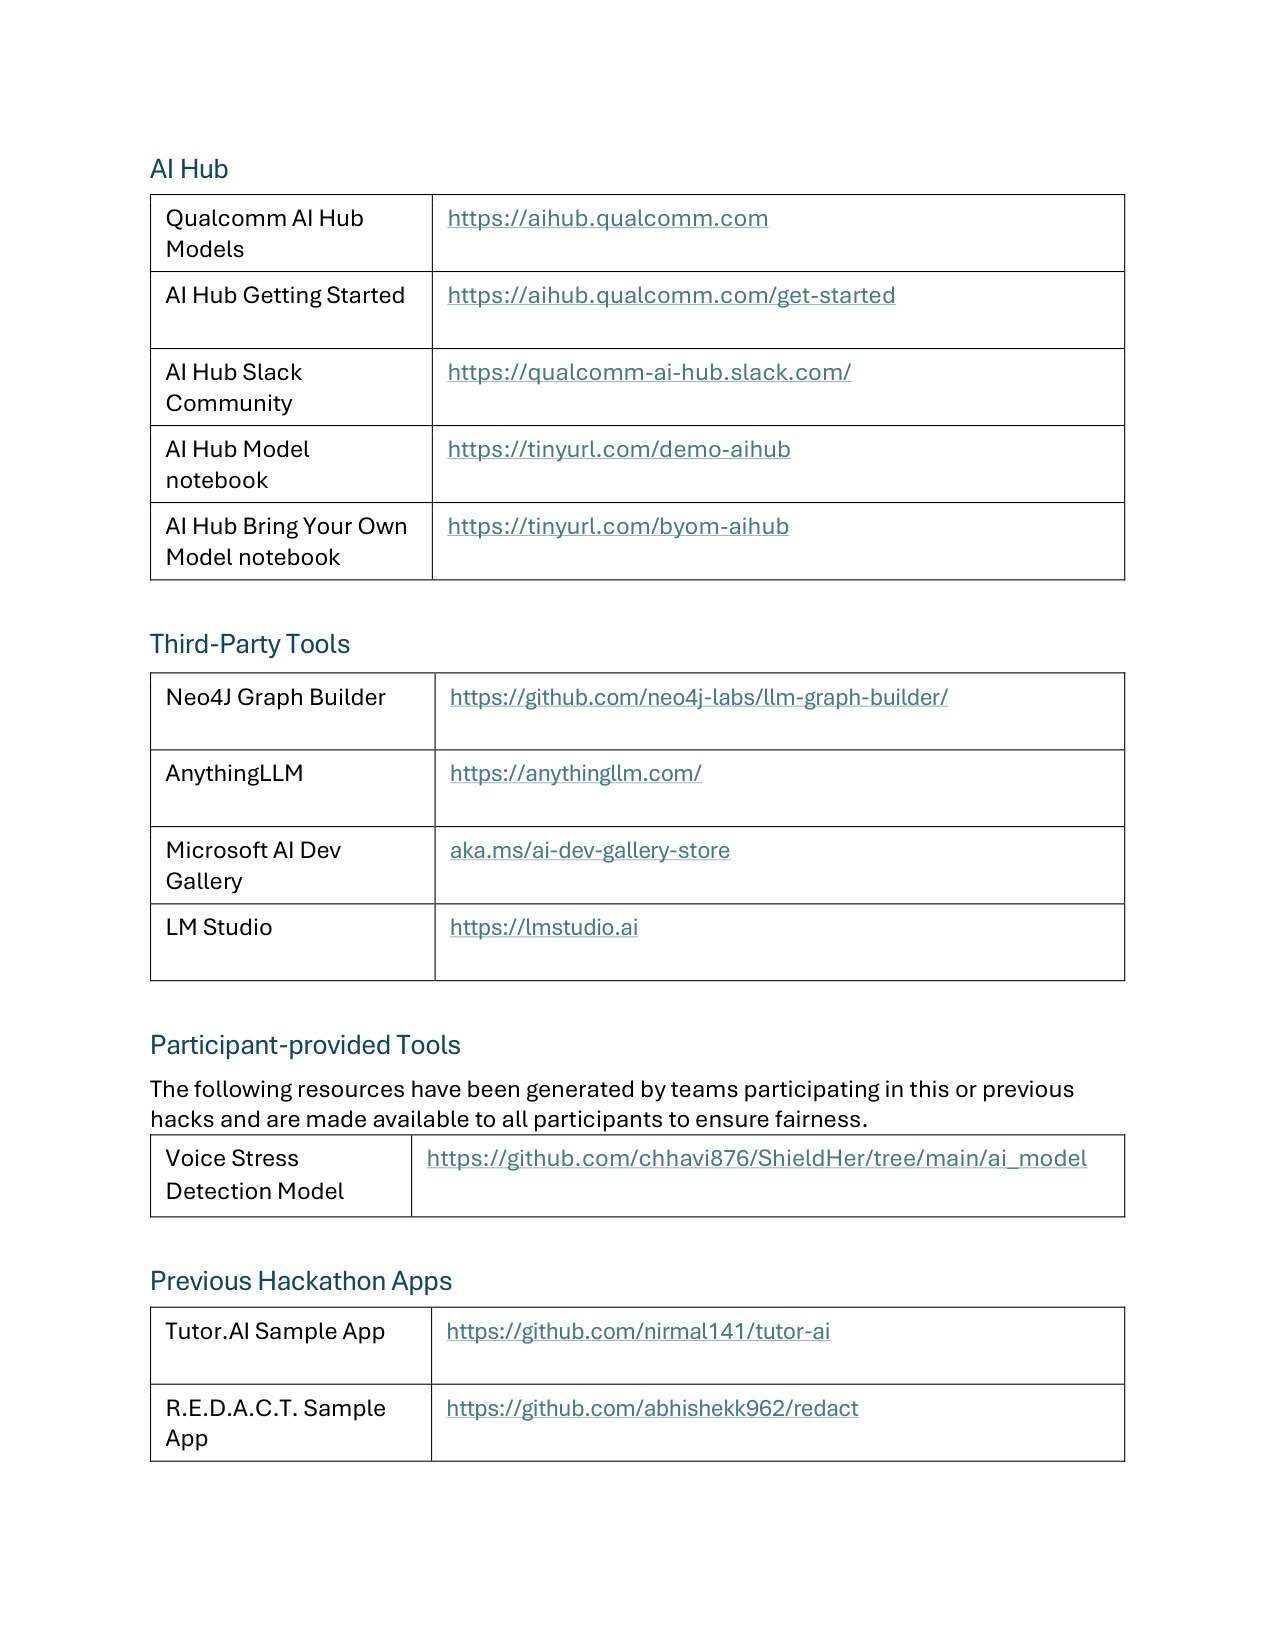 AI Hub
Qualcomm AI Hub
Models
https://aihub.qualcomm.com
AI Hub Getting Started
https://aihub.qualcomm.com/get-started
AI Hub Slack
Community
https://qualcomm-ai-hub.slack.com/
AI Hub Model
notebook
https://tinyurl.com/demo-aihub
AI Hub Bring Your Own
Model notebook
https://tinyurl.com/byom-aihub
Third-Party Tools
Neo4J Graph Builder
https://github.com/neo4j-labs/llm-graph-builder/
AnythingLLM
https://anythingllm.com/
Microsoft AI Dev
Gallery
aka.ms/ai-dev-gallery-store
LM Studio
https://lmstudio.ai
Participant-provided Tools
The following resources have been generated by teams participating in this or previous
hacks and are made available to all participants to ensure fairness.
Voice Stress
Detection Model
https://github.com/chhavi876/ShieldHer/tree/main/ai_model
Previous Hackathon Apps
Tutor.AI Sample App
https://github.com/nirmal141/tutor-ai
R.E.D.A.C.T. Sample
App
https://github.com/abhishekk962/redact